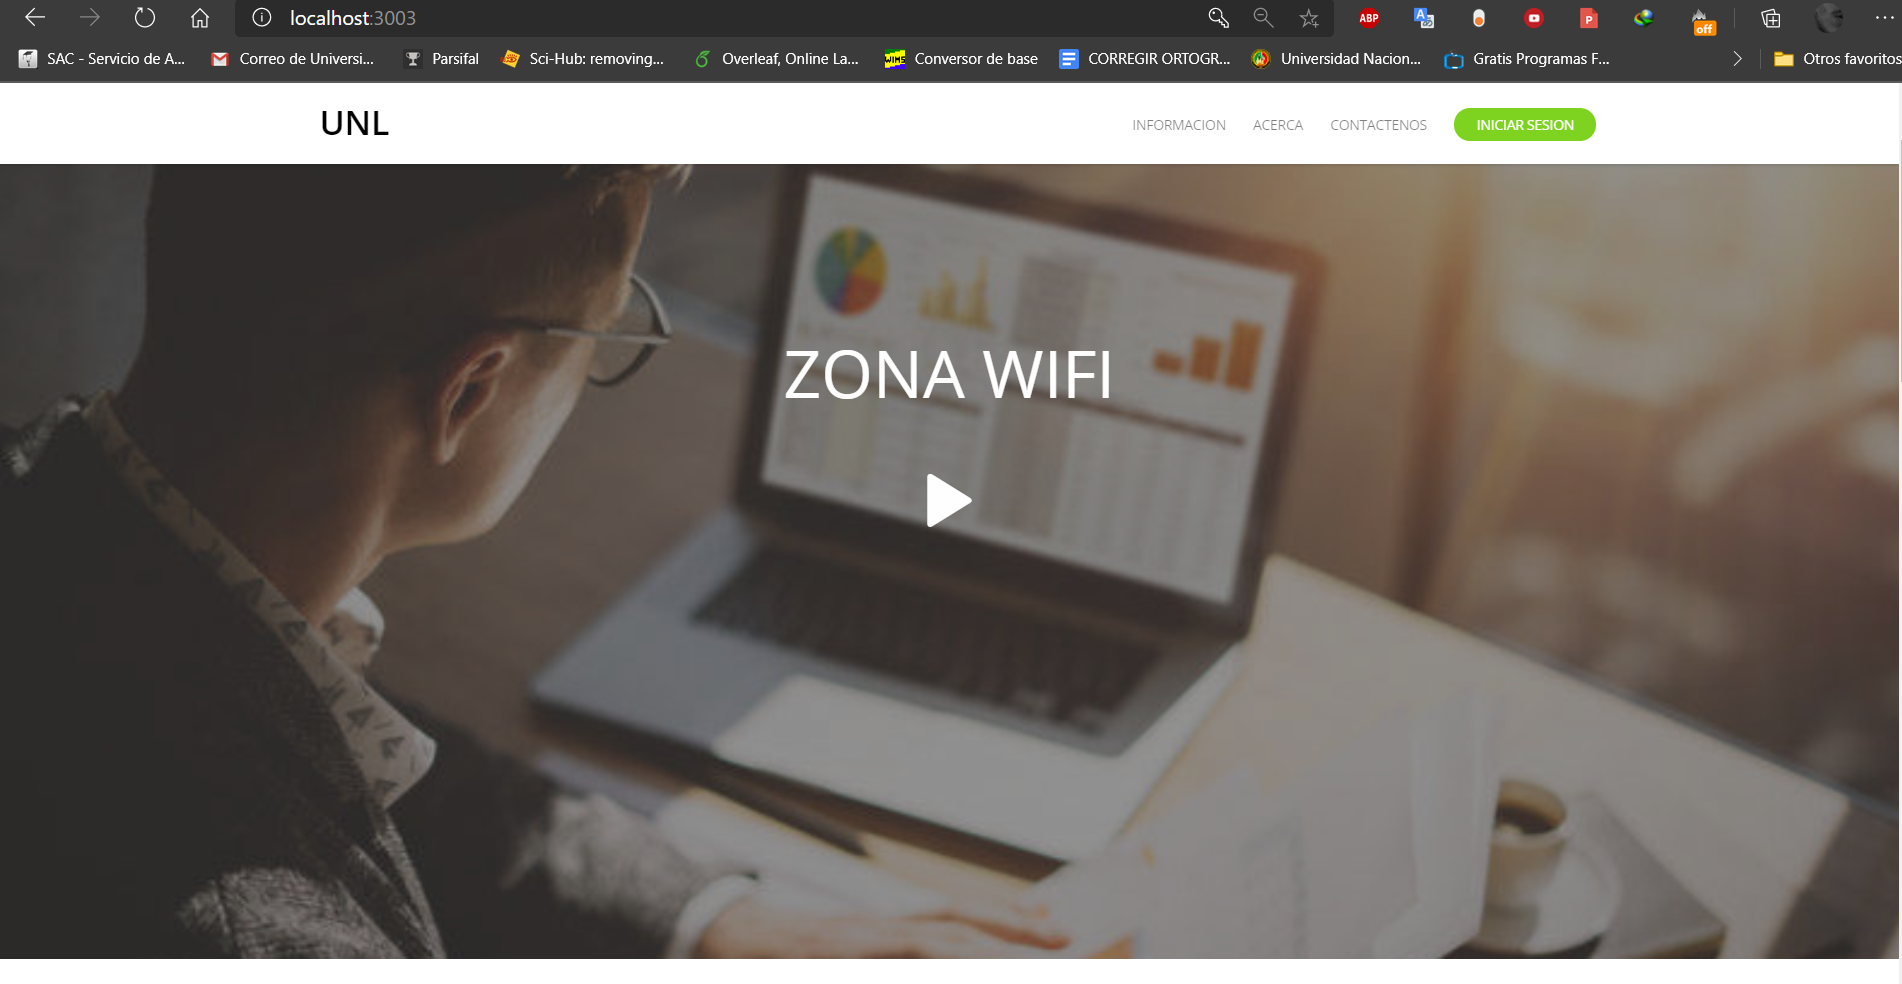 localhost:3003
ABP
A
P
off
SAC - Servicio de A...
Correo de Universi...
Parsifal
Sci-Hub: removing...
Overleaf, Online La...
Conversor de base
CORREGIR ORTOGR...
Universidad Nacion...
Gratis Programas F...
Otros favoritos
UNL
INFORMACION
ACERCA
CONTACTENOS
INICIAR SESION
ZONA WIFI